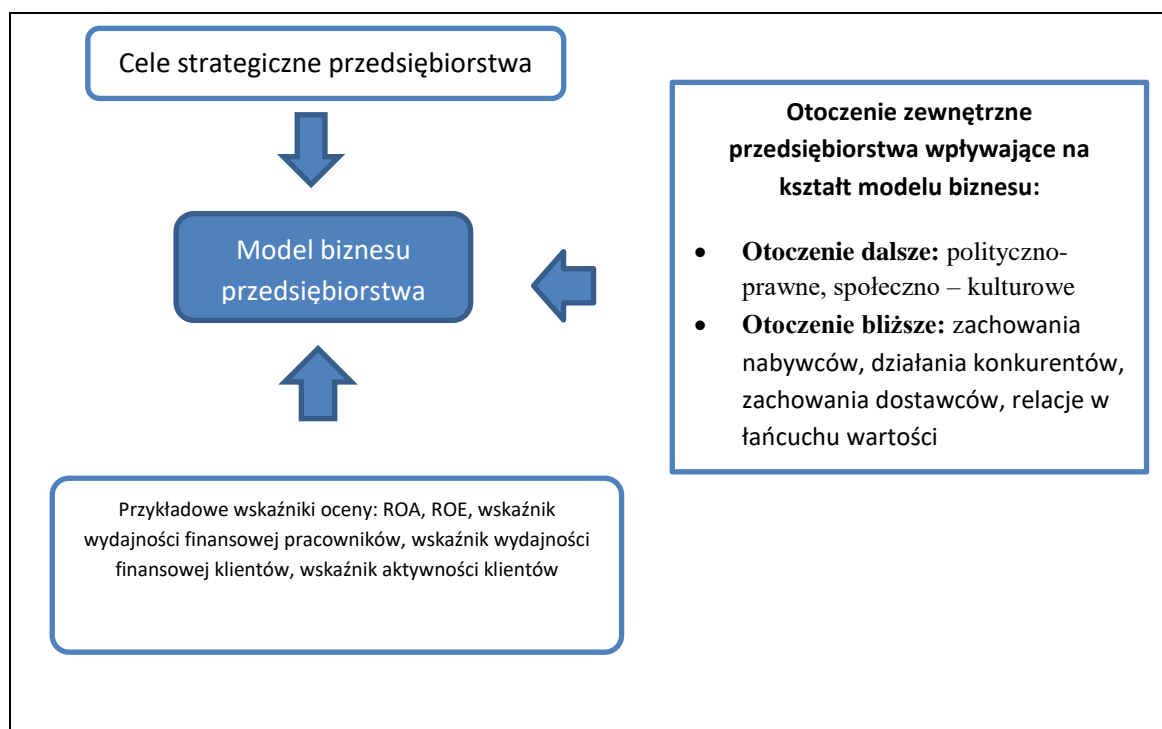 Cele strategiczne przedsiębiorstwa
Model biznesu
przedsiębiorstwa
Otoczenie zewnętrzne
przedsiębiorstwa wpływające na
kształt modelu biznesu:
• Otoczenie dalsze: polityczno-
prawne, społeczno – kulturowe
• Otoczenie bliższe: zachowania
nabywców, działania konkurentów,
zachowania dostawców, relacje w
łańcuchu wartości
Przykładowe wskaźniki oceny: ROA, ROE, wskaźnik
wydajności finansowej pracowników, wskaźnik wydajności
finansowej klientów, wskaźnik aktywności klientów